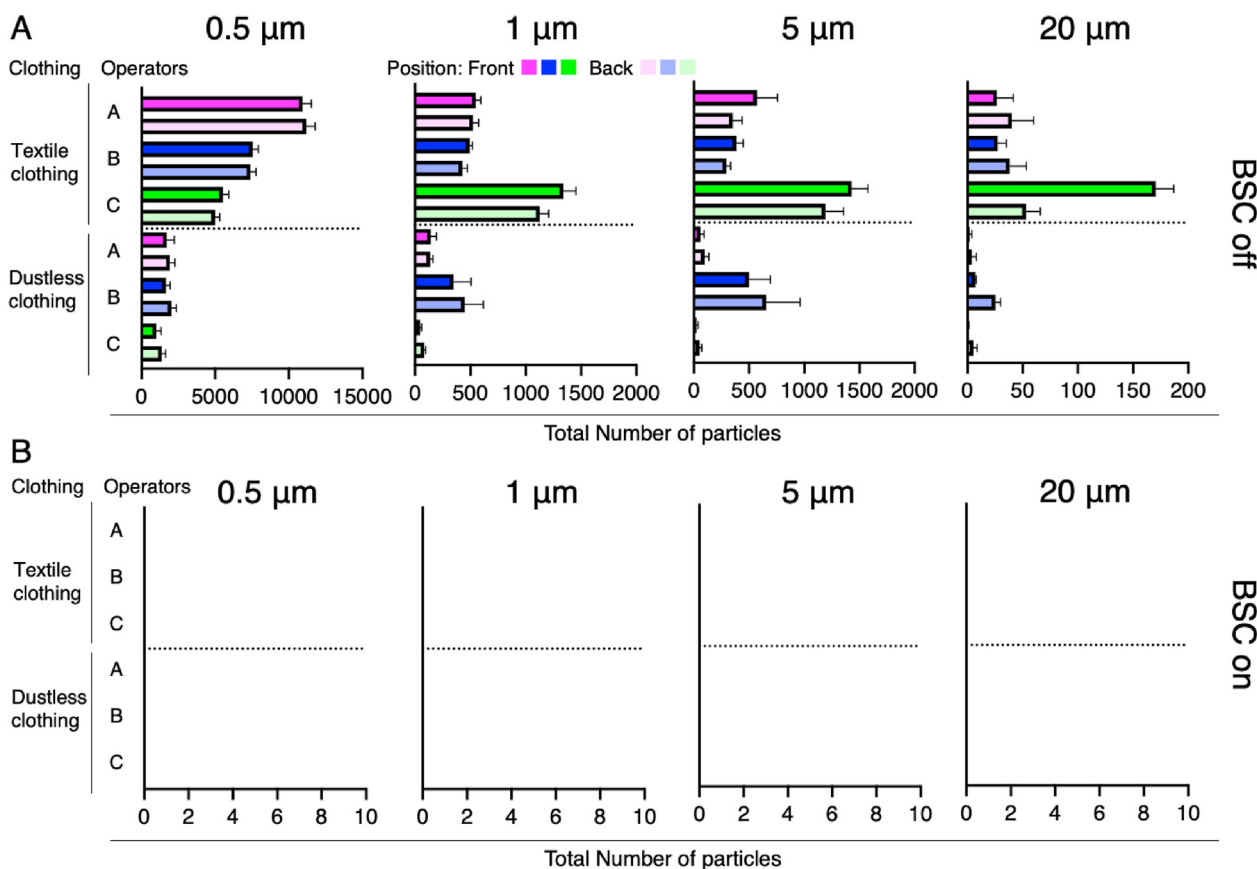 A
0.5 µm
1 µm
5 µm
20 µm
Clothing
Operators
Position: Front
Back
Textile
clothing
A
B
C
Dustless
clothing
A
B
C
BSC off
0
5000
10000
15000
0
500
1000
1500
2000
0
500
1000
1500
2000
0
50
100
150
200
Total Number of particles
B
Clothing
Operators
0.5 µm
1 µm
5 µm
20 µm
Textile
clothing
A
B
C
Dustless
clothing
A
B
C
BSC on
0 2 4 6 8 10
0 2 4 6 8 10
0 2 4 6 8 10
0 2 4 6 8 10
Total Number of particles